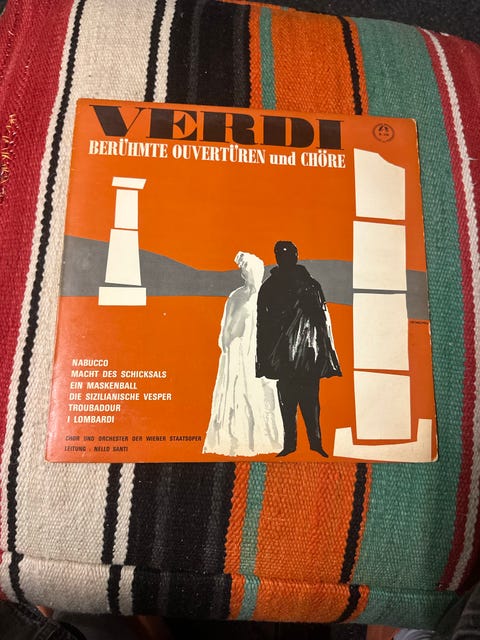 VERDI
BERÜHMTE OUVERTÜREN und CHÖRE
NABUCCO
MACHT DES SCHICKSALS
EIN MASKENBALL
DIE SIZILIANISCHE VESPER
TROUBADOUR
I LOMBARDI
CHOR UND ORCHESTER DER WIENER STAATSOPER
LEITUNG : NELLO SANTI